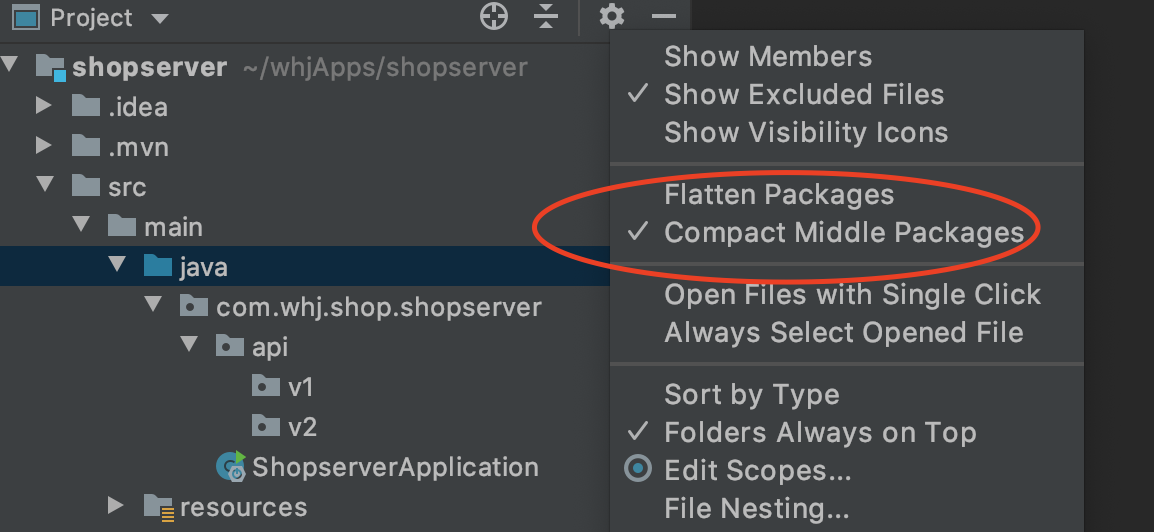 Project
shopserver ~/whjApps/shopserver
.idea
.mvn
src
main
java
com.whj.shop.shopserver
api
v1
v2
ShopserverApplication
resources
Show Members
Show Excluded Files
Show Visibility Icons
Flatten Packages
Compact Middle Packages
Open Files with Single Click
Always Select Opened File
Sort by Type
Folders Always on Top
Edit Scopes...
File Nesting...